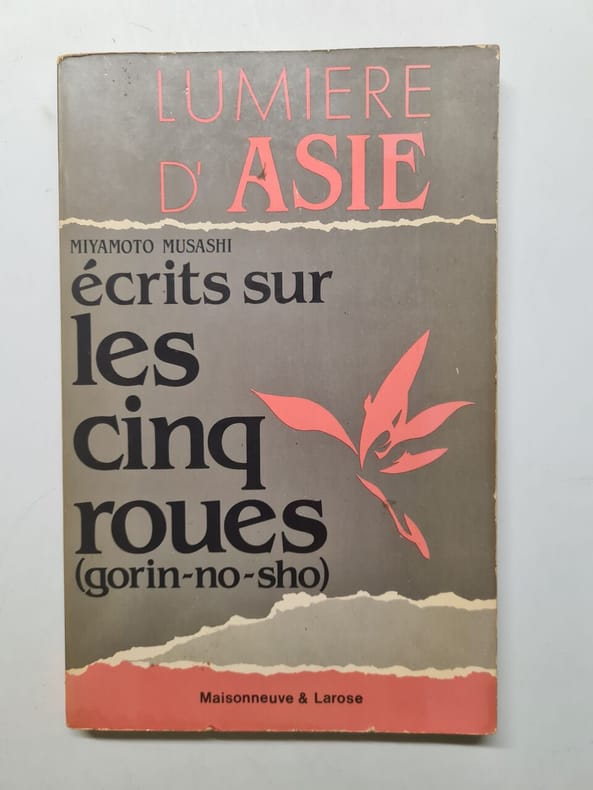 LUMIERE
D' ASIE
MIYAMOTO MUSASHI
écrits sur
les
cinq
roues
(gorin-no-sho)
Maisonneuve & Larose